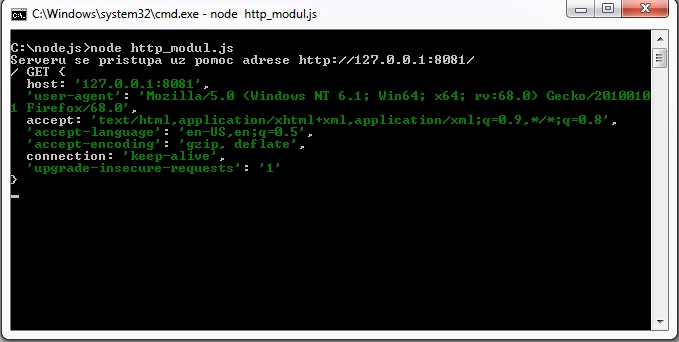 C:\Windows\system32\cmd.exe - node  http_modul.js
C:\nodejs>node http_modul.js
Serveru se pristupa uz pomoc adrese http://127.0.0.1:8081/
/ GET {
  host: '127.0.0.1:8081',
  'user-agent': 'Mozilla/5.0 (Windows NT 6.1; Win64; x64; rv:68.0) Gecko/2010010
1 Firefox/68.0',
  accept: 'text/html,application/xhtml+xml,application/xml;q=0.9,*/*;q=0.8',
  'accept-language': 'en-US,en;q=0.5',
  'accept-encoding': 'gzip, deflate',
  connection: 'keep-alive',
  'upgrade-insecure-requests': '1'
}